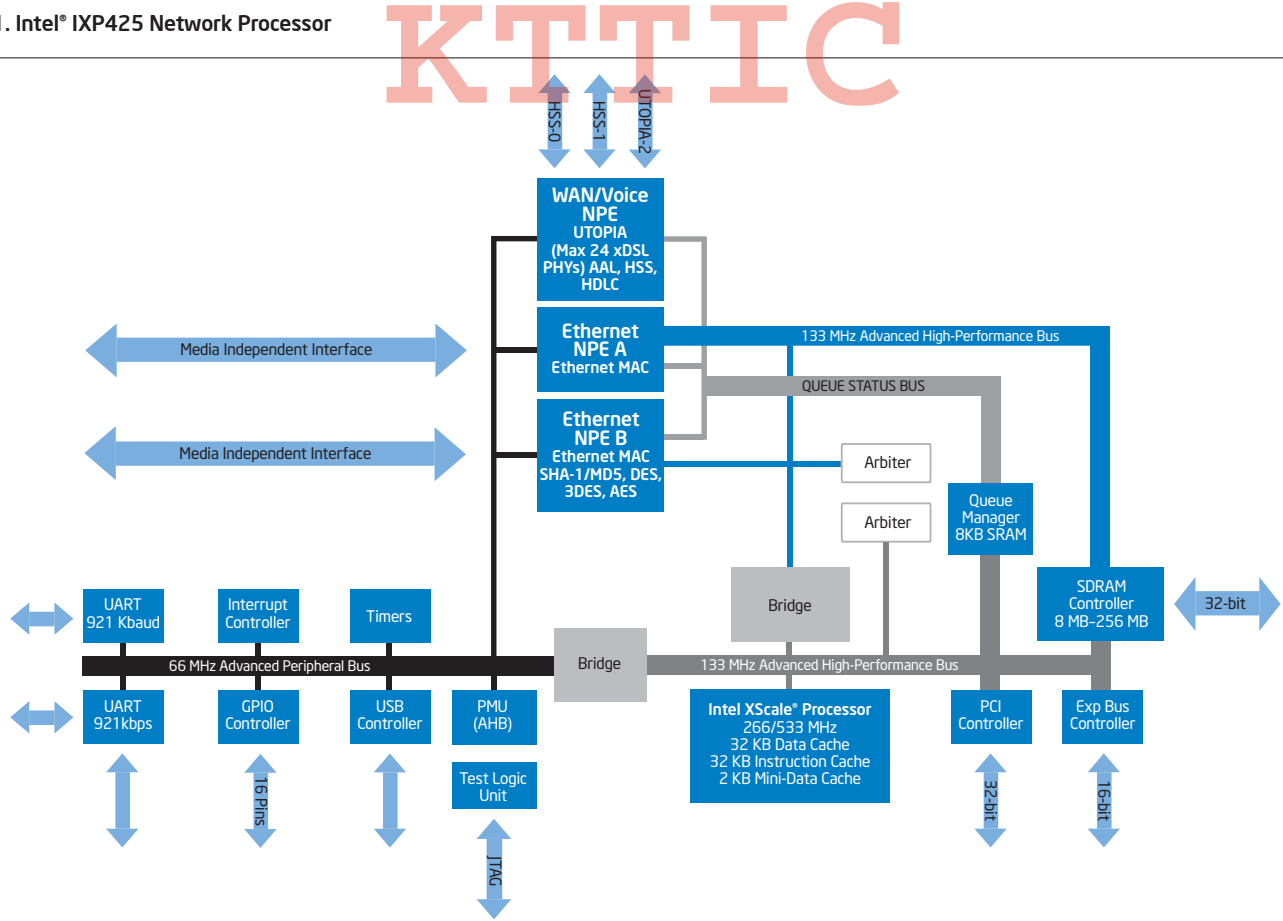 1. Intel® IXP425 Network Processor
KTTIC
HSS-0
HSS-1
UTOPIA-2
WAN/Voice
NPE
UTOPIA
(Max 24 xDSL
PHYs) AAL, HSS,
HDLC
Ethernet
NPE A
Ethernet MAC
133 MHz Advanced High-Performance Bus
Media Independent Interface
QUEUE STATUS BUS
Ethernet
NPE B
Ethernet MAC
SHA-1/MD5, DES,
3DES, AES
Media Independent Interface
Arbiter
Arbiter
Queue
Manager
8KB SRAM
UART
921 Kbaud
Interrupt
Controller
Timers
Bridge
SDRAM
Controller
8 MB–256 MB
32-bit
66 MHz Advanced Peripheral Bus
Bridge
133 MHz Advanced High-Performance Bus
UART
921kbps
GPIO
Controller
USB
Controller
PMU
(AHB)
Intel XScale® Processor
266/533 MHz
32 KB Data Cache
32 KB Instruction Cache
2 KB Mini-Data Cache
PCI
Controller
Exp Bus
Controller
Test Logic
Unit
16 Pins
32-bit
16-bit
JTAG